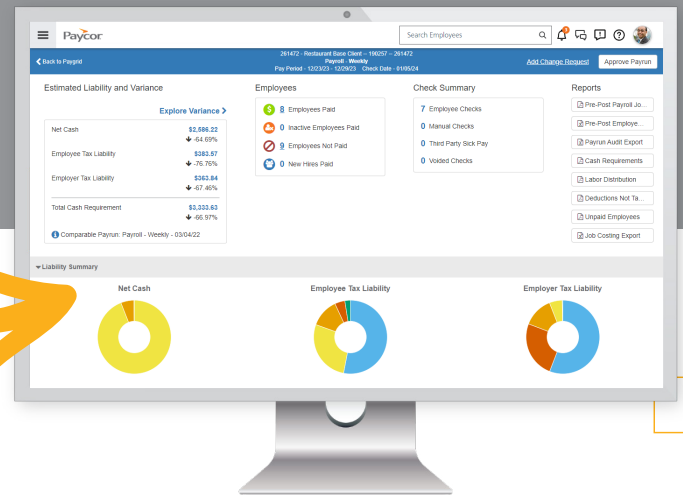 Paycor
Search Employees
261472 - Restaurant Base Client – 190257 – 261472
Back to Paygrid
Payroll - Weekly
Pay Period - 12/23/23 - 12/29/23 Check Date - 01/05/24
Add Change Request
Approve Payrun
Estimated Liability and Variance
Explore Variance
Net Cash $2,586.22
-64.69%
Employee Tax Liability $383.57
-76.76%
Employer Tax Liability $363.84
-67.46%
Total Cash Requirement $3,333.63
-66.97%
Comparable Payrun: Payroll - Weekly - 03/04/22
Employees
8 Employees Paid
0 Inactive Employees Paid
9 Employees Not Paid
0 New Hires Paid
Check Summary
7 Employee Checks
0 Manual Checks
0 Third Party Sick Pay
0 Voided Checks
Reports
Pre-Post Payroll Jo...
Pre-Post Employe...
Payrun Audit Export
Cash Requirements
Labor Distribution
Deductions Not Ta...
Unpaid Employees
Job Costing Export
Liability Summary
Net Cash
Employee Tax Liability
Employer Tax Liability